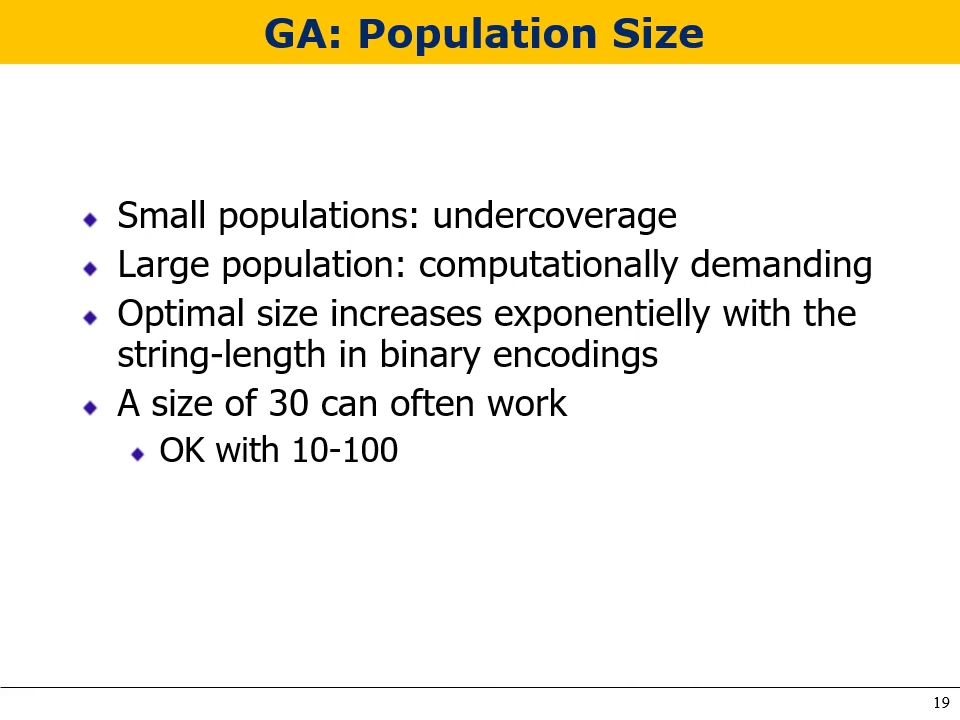 GA: Population Size
Small populations: undercoverage
Large population: computationally demanding
Optimal size increases exponentielly with the
string-length in binary encodings
A size of 30 can often work
OK with 10-100
19